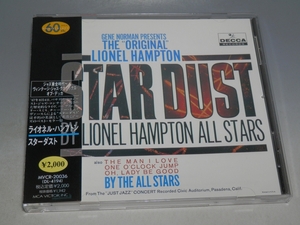 60
GENE NORMAN PRESENTS
THE "ORIGINAL"
LIONEL HAMPTON
DECCA
RECORDS
STAR DUST
LIONEL HAMPTON ALL STARS
also THE MAN I LOVE
ONE O'CLOCK JUMP
OH, LADY BE GOOD
BY THE ALL STARS
From The "JUST JAZZ" CONCERT Recorded Civic Auditorium, Pasadena, Calif.
ライオネル・ハンプトン
スターダスト
¥2,000
MVCR-20036